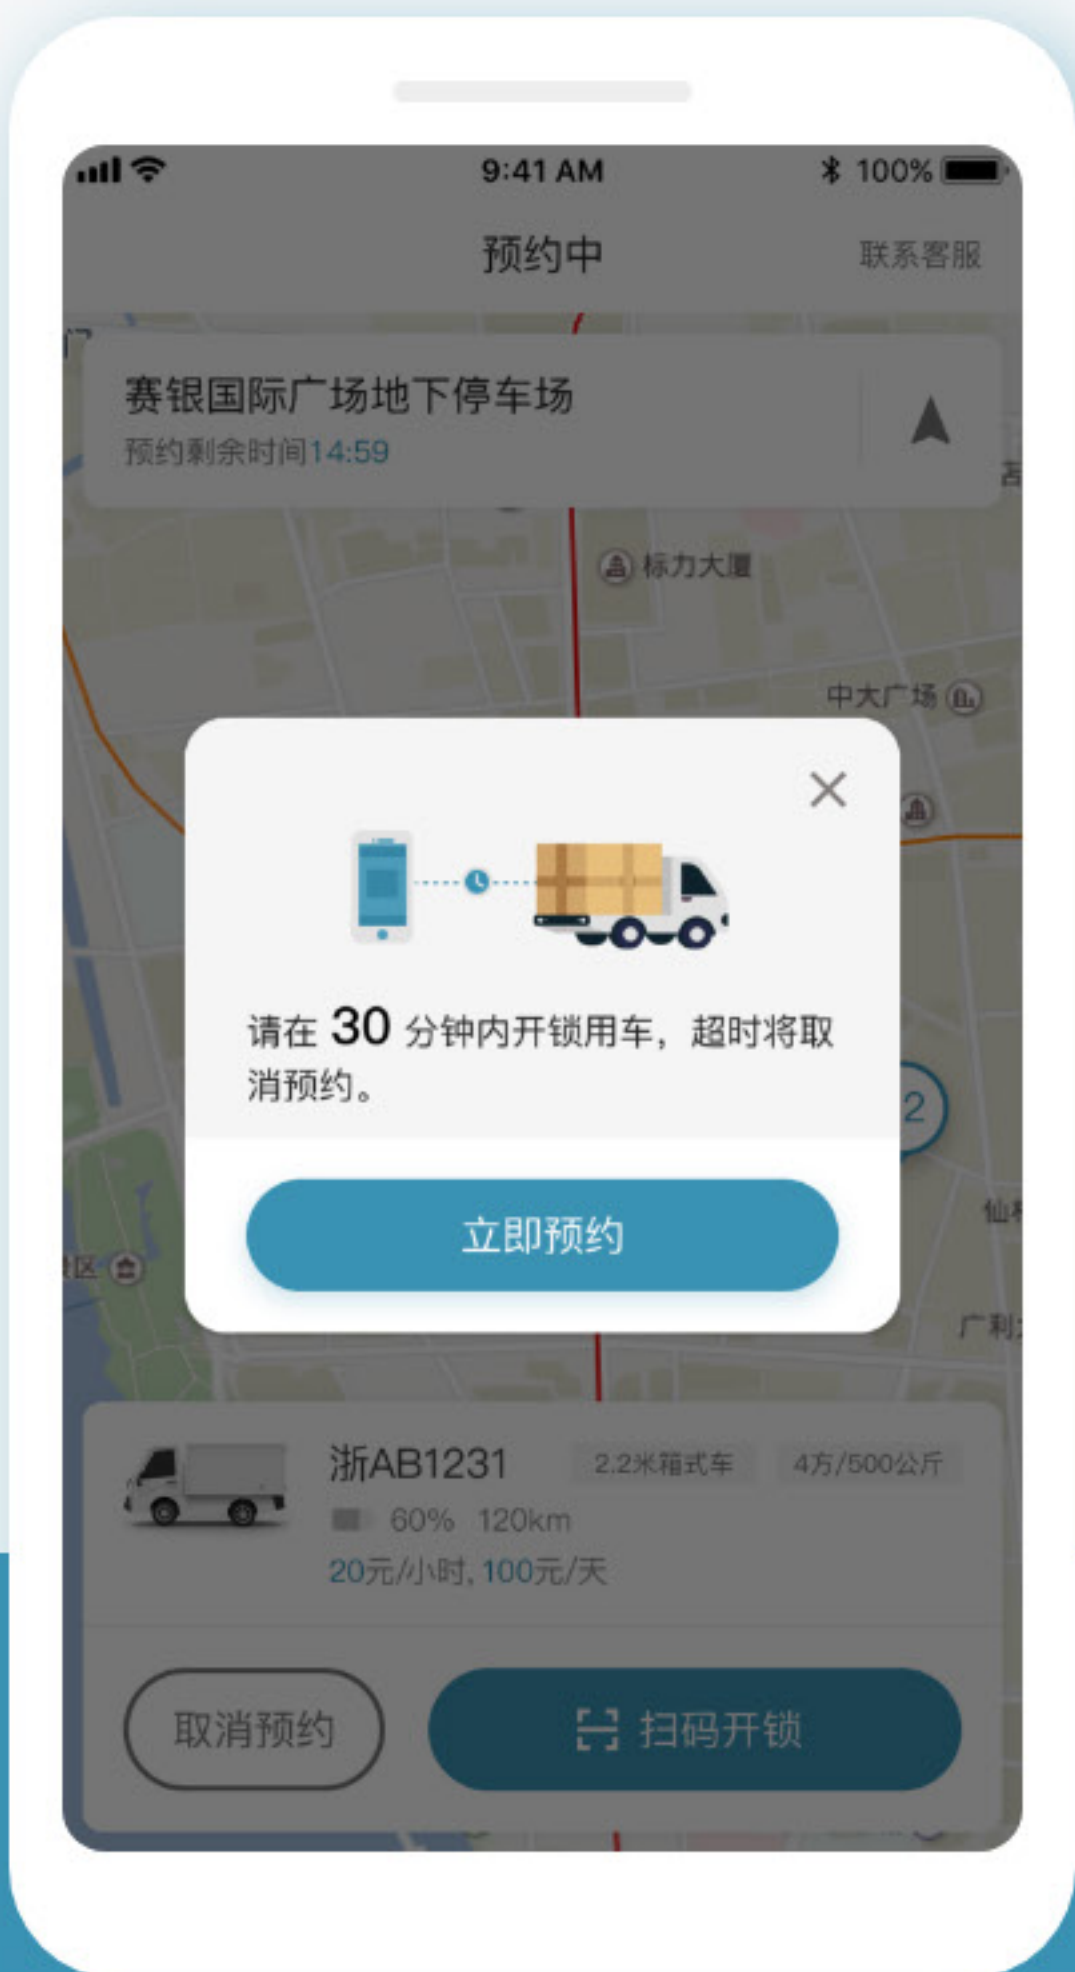 9:41 AM
100%
预约中
联系客服
赛银国际广场地下停车场
预约剩余时间14:59
标力大厦
中大广场
请在 30 分钟内开锁用车，超时将取
消预约。
2
立即预约
区
广利
浙AB1231
2.2米箱式车
4方/500公斤
60% 120km
20元/小时, 100元/天
取消预约
扫码开锁